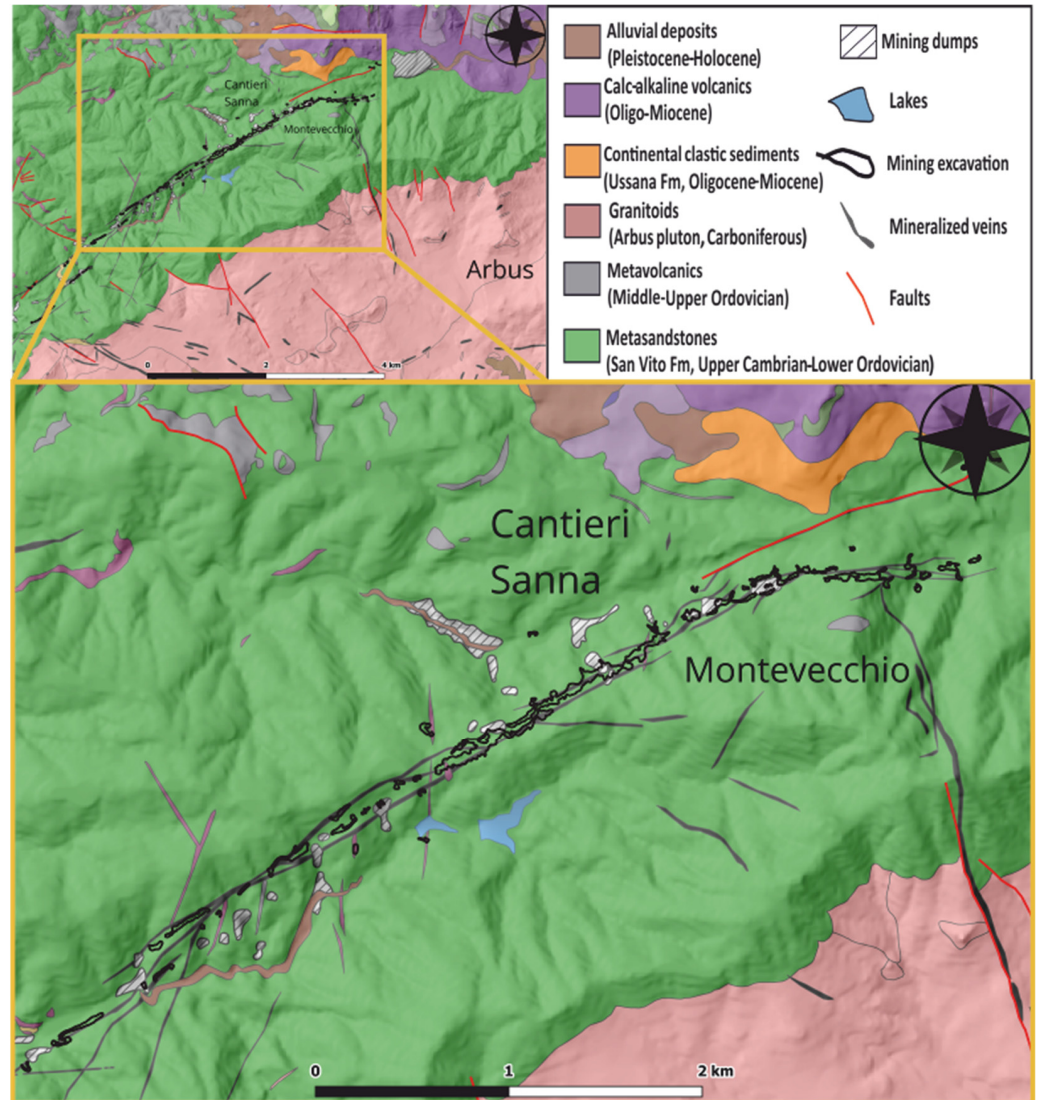 Cantieri
Sanna
Montevecchio
Arbus
0 2 4 km
Alluvial deposits
(Pleistocene-Holocene)
Calc-alkaline volcanics
(Oligo-Miocene)
Continental clastic sediments
(Ussana Fm, Oligocene-Miocene)
Granitoids
(Arbus pluton, Carboniferous)
Metavolcanics
(Middle-Upper Ordovician)
Metasandstones
(San Vito Fm, Upper Cambrian-Lower Ordovician)
Mining dumps
Lakes
Mining excavation
Mineralized veins
Faults
Cantieri
Sanna
Montevecchio
0 1 2 km